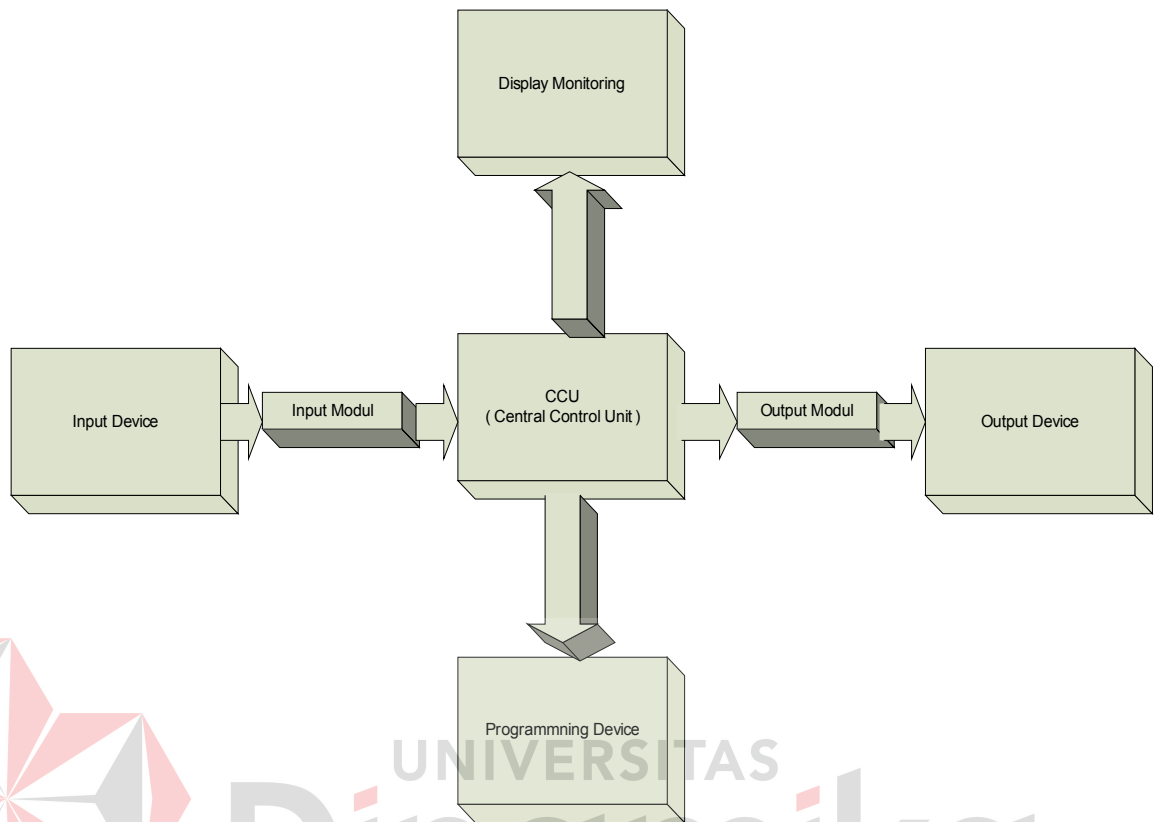 Display Monitoring
Input Device
Input Modul
CCU
( Central Control Unit )
Output Modul
Output Device
Programmning Device
UNIVERSITAS